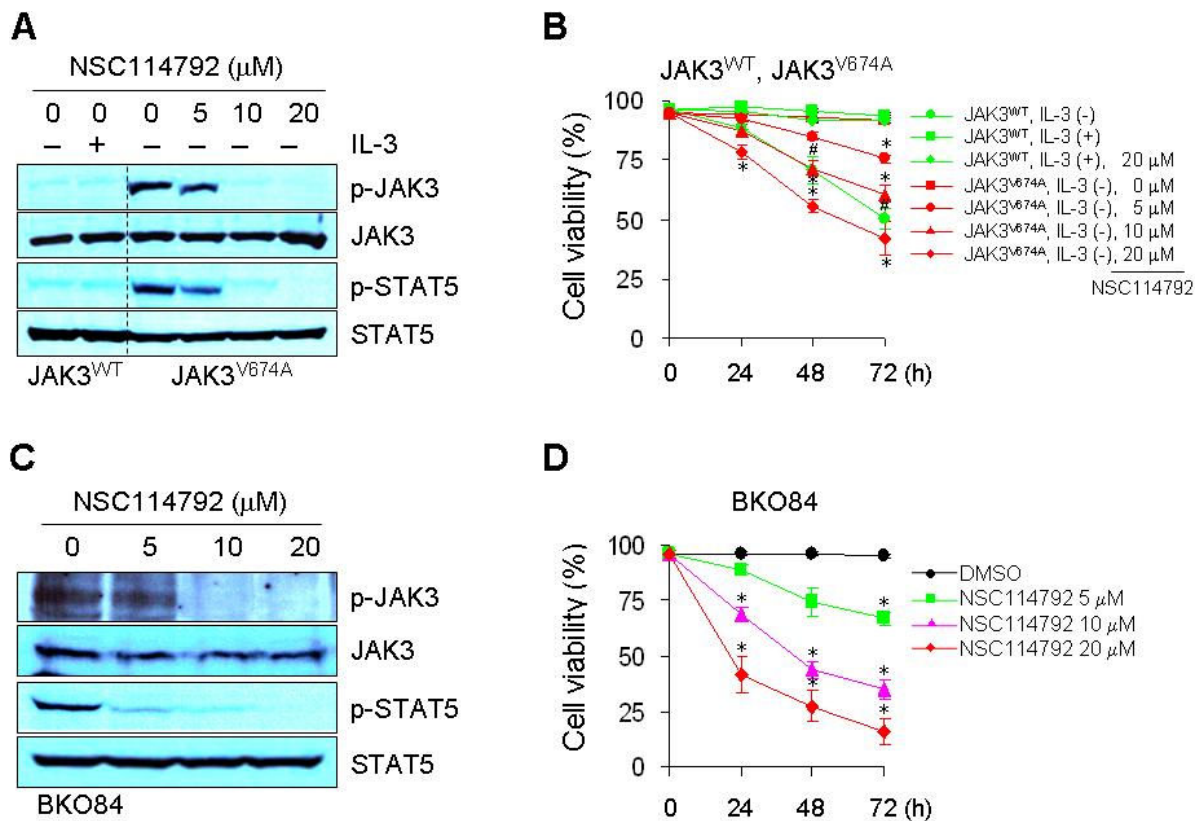 A
NSC114792 (μM)
0 0 0 5 10 20
– + – – – – IL-3
p-JAK3
JAK3
p-STAT5
STAT5
JAK3WT JAK3V674A
B
JAK3WT, JAK3V674A
Cell viability (%)
100
75
50
25
0
0 24 48 72 (h)
* # * * * * # *
JAK3WT, IL-3 (-)
JAK3WT, IL-3 (+)
JAK3WT, IL-3 (+), 20 μM
JAK3V674A, IL-3 (-), 0 μM
JAK3V674A, IL-3 (-), 5 μM
JAK3V674A, IL-3 (-), 10 μM
JAK3V674A, IL-3 (-), 20 μM
NSC114792
C
NSC114792 (μM)
0 5 10 20
p-JAK3
JAK3
p-STAT5
STAT5
BKO84
D
BKO84
Cell viability (%)
100
75
50
25
0
0 24 48 72 (h)
* * * * * * *
DMSO
NSC114792 5 μM
NSC114792 10 μM
NSC114792 20 μM